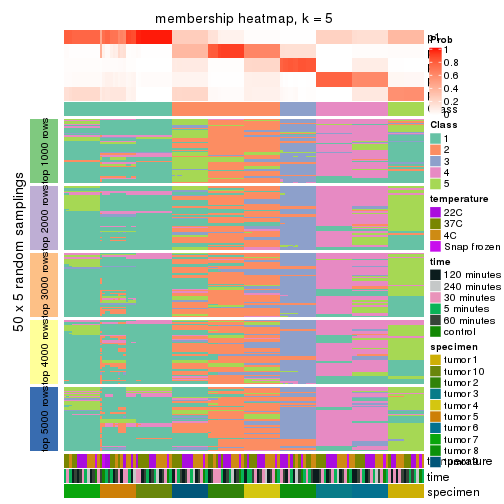 membership heatmap, k = 5
50 x 5 random samplings
top 1000 rows
top 2000 rows
top 3000 rows
top 4000 rows
top 5000 rows
p1
Prob
1
0.8
0.6
0.4
0.2
0
Class
1
2
3
4
5
temperature
22C
37C
4C
Snap frozen
time
120 minutes
240 minutes
30 minutes
5 minutes
60 minutes
control
specimen
tumor 1
tumor 10
tumor 2
tumor 3
tumor 4
tumor 5
tumor 6
tumor 7
tumor 8
temperature
time
specimen